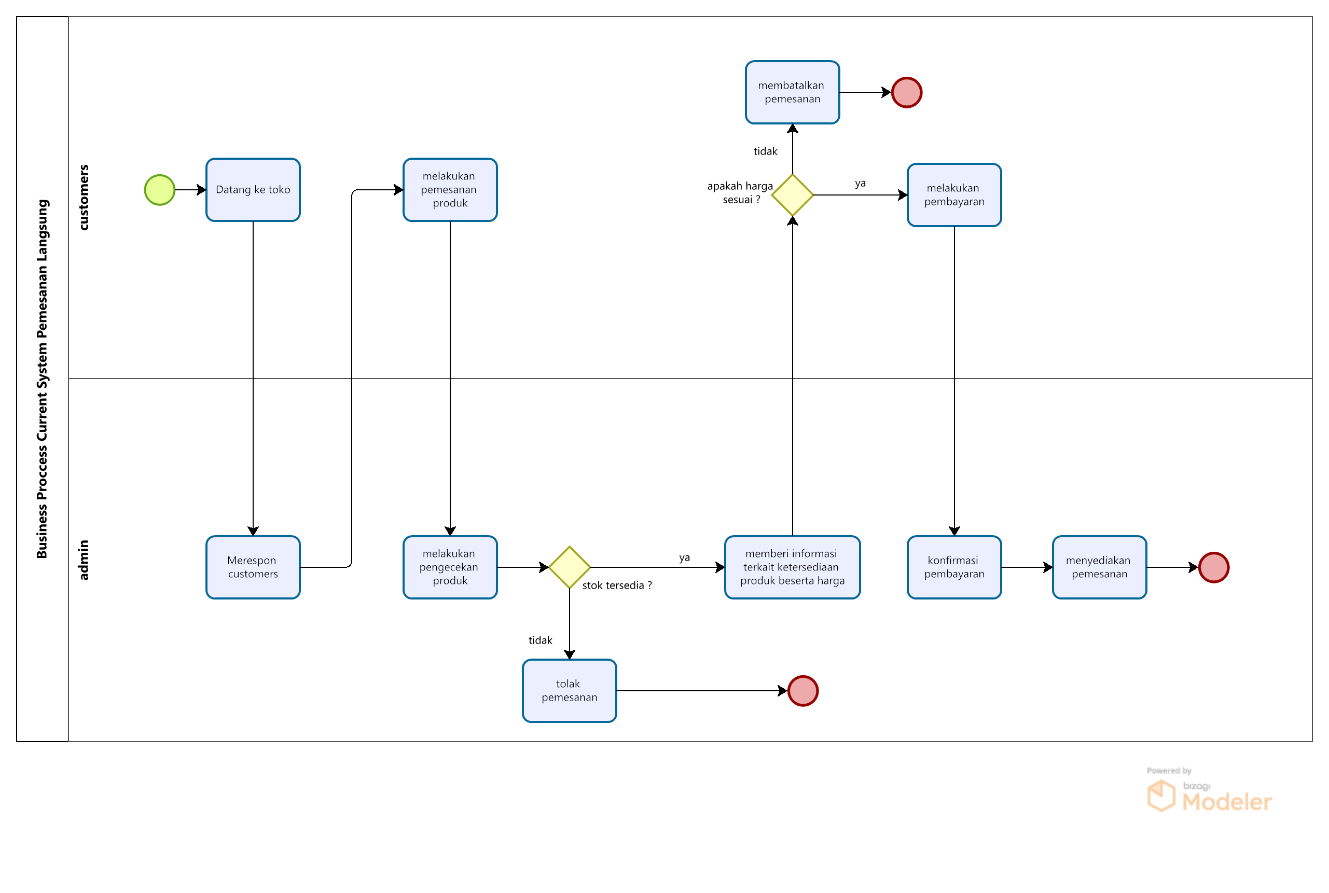 Business Proccess Current System Pemesanan Langsung
customers
Datang ke toko
melakukan
pemesanan
produk
membatalkan
pemesanan
tidak
apakah harga
sesuai ?
ya
melakukan
pembayaran
admin
Merespon
customers
melakukan
pengecekan
produk
stok tersedia ?
ya
memberi informasi
terkait ketersediaan
produk beserta harga
konfirmasi
pembayaran
menyediakan
pemesanan
tidak
tolak
pemesanan
Powered by
bizagi
Modeler